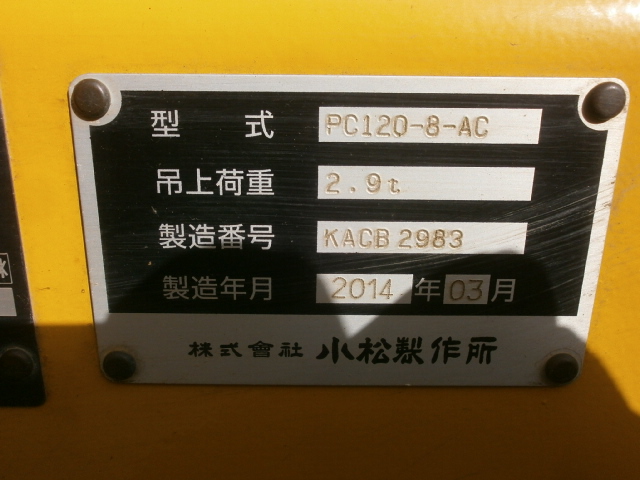 型 式 PC120-8-AC
吊上荷重 2.9t
製造番号 KACB 2983
製造年月 2014 年 03 月
株式會社 小松製作所